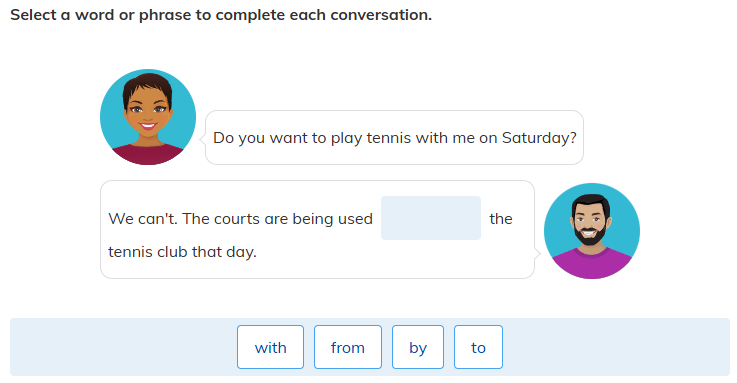 Select a word or phrase to complete each conversation.
Do you want to play tennis with me on Saturday?
We can't. The courts are being used the
tennis club that day.
with from by to